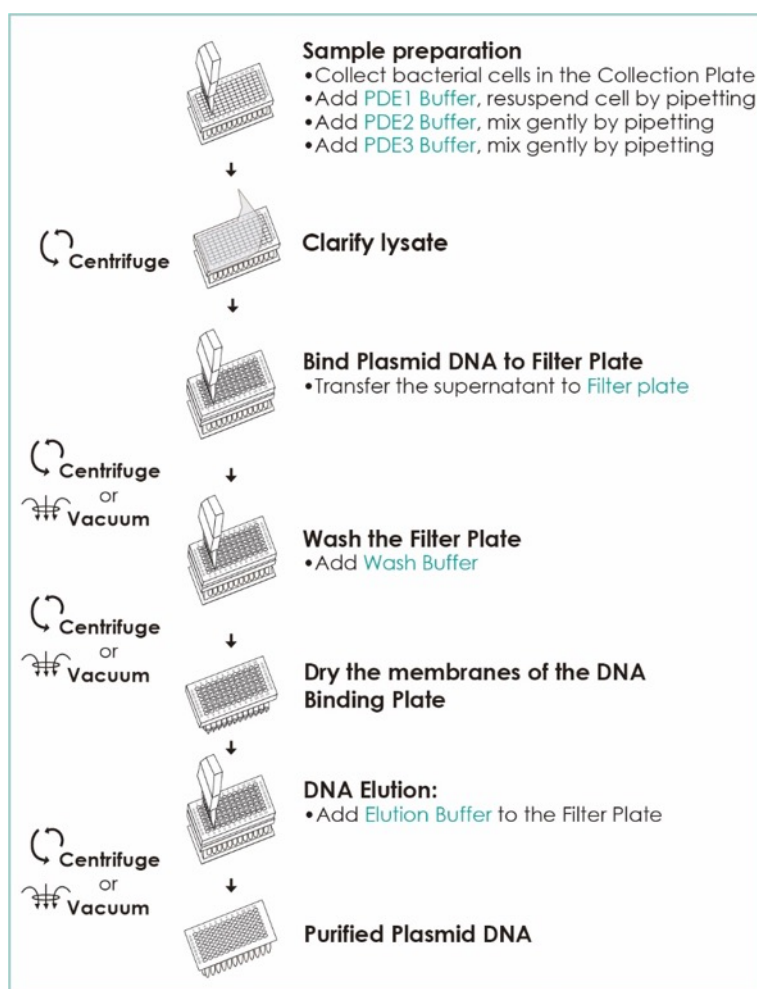 Sample preparation
•Collect bacterial cells in the Collection Plate
•Add PDE1 Buffer, resuspend cell by pipetting
•Add PDE2 Buffer, mix gently by pipetting
•Add PDE3 Buffer, mix gently by pipetting
Centrifuge
Clarify lysate
Bind Plasmid DNA to Filter Plate
•Transfer the supernatant to Filter plate
Centrifuge
or
Vacuum
Wash the Filter Plate
•Add Wash Buffer
Centrifuge
or
Vacuum
Dry the membranes of the DNA
Binding Plate
DNA Elution:
•Add Elution Buffer to the Filter Plate
Centrifuge
or
Vacuum
Purified Plasmid DNA